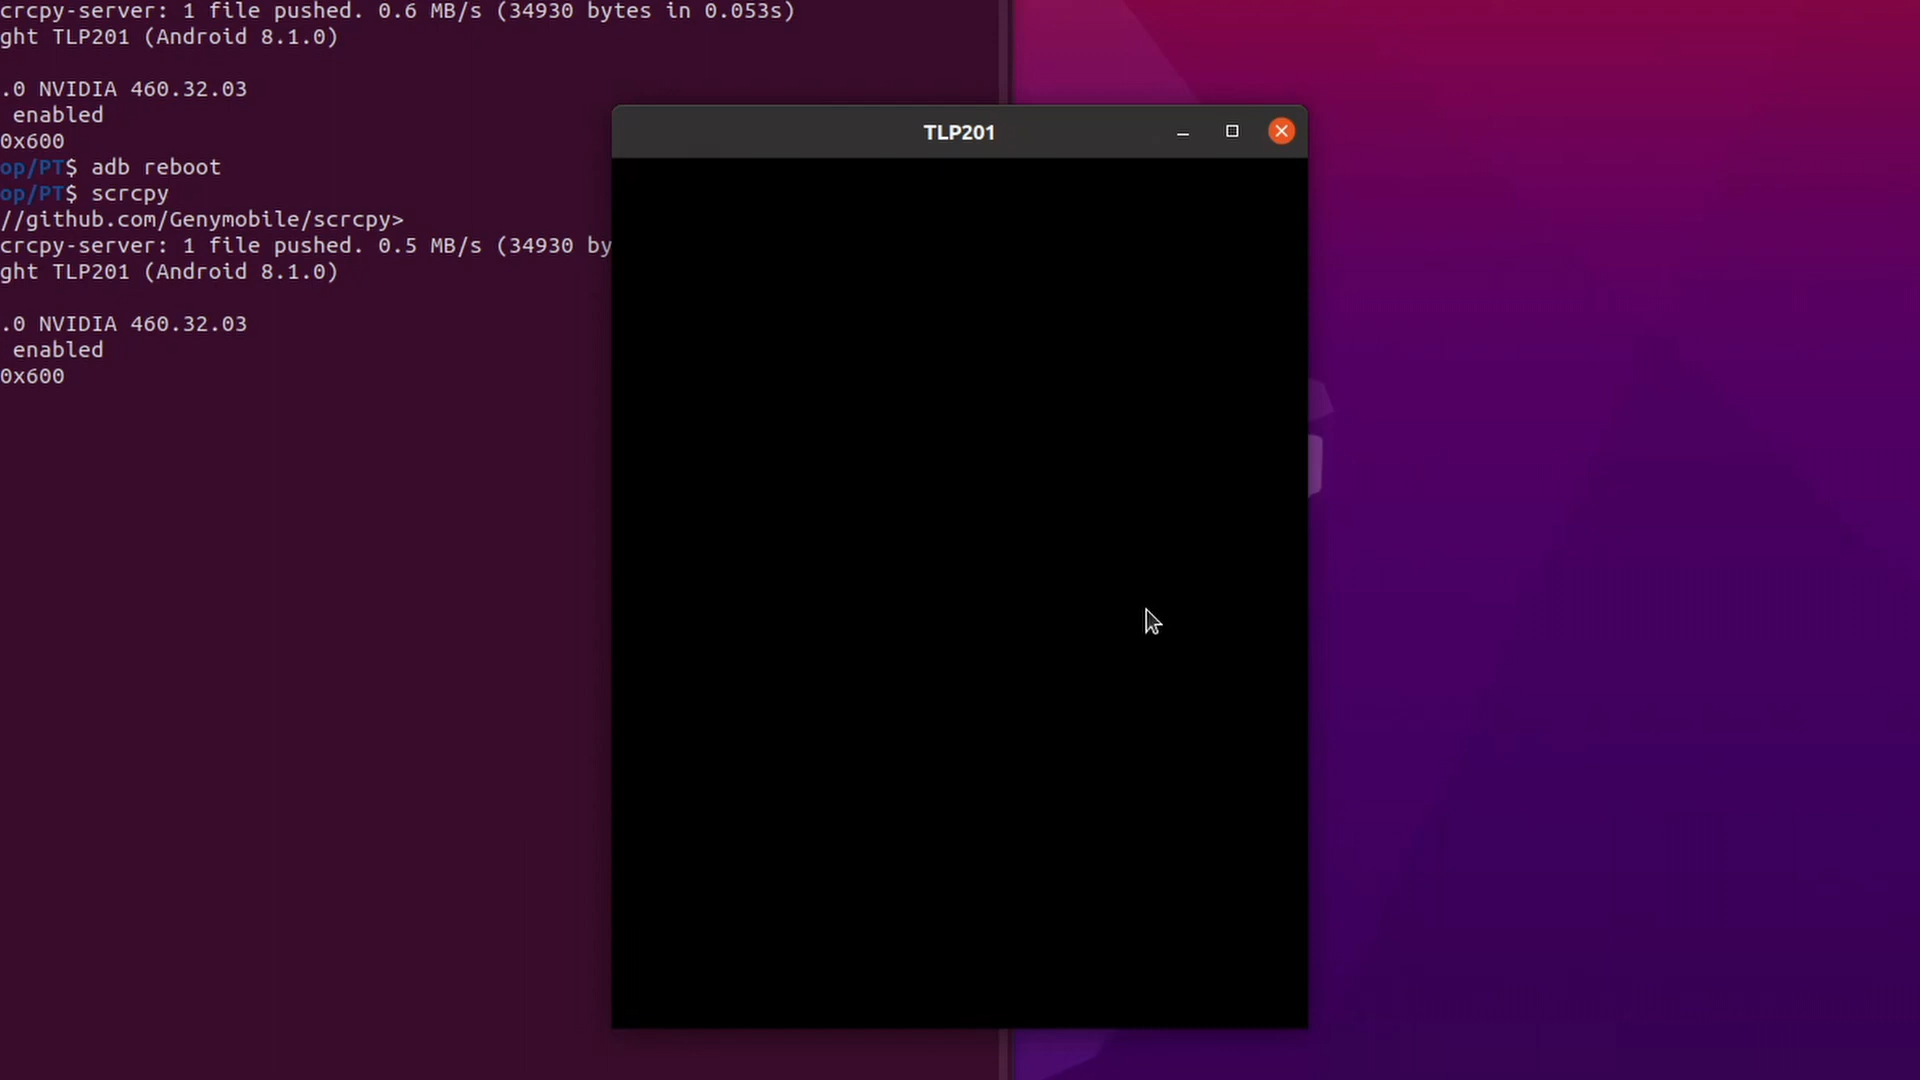 crcpy-server: 1 file pushed. 0.6 MB/s (34930 bytes in 0.053s)
ght TLP201 (Android 8.1.0)
.0 NVIDIA 460.32.03
enabled
0x600
op/PT$ adb reboot
op/PT$ scrcpy
//github.com/Genymobile/scrcpy>
crcpy-server: 1 file pushed. 0.5 MB/s (34930 by
ght TLP201 (Android 8.1.0)
.0 NVIDIA 460.32.03
enabled
0x600
TLP201